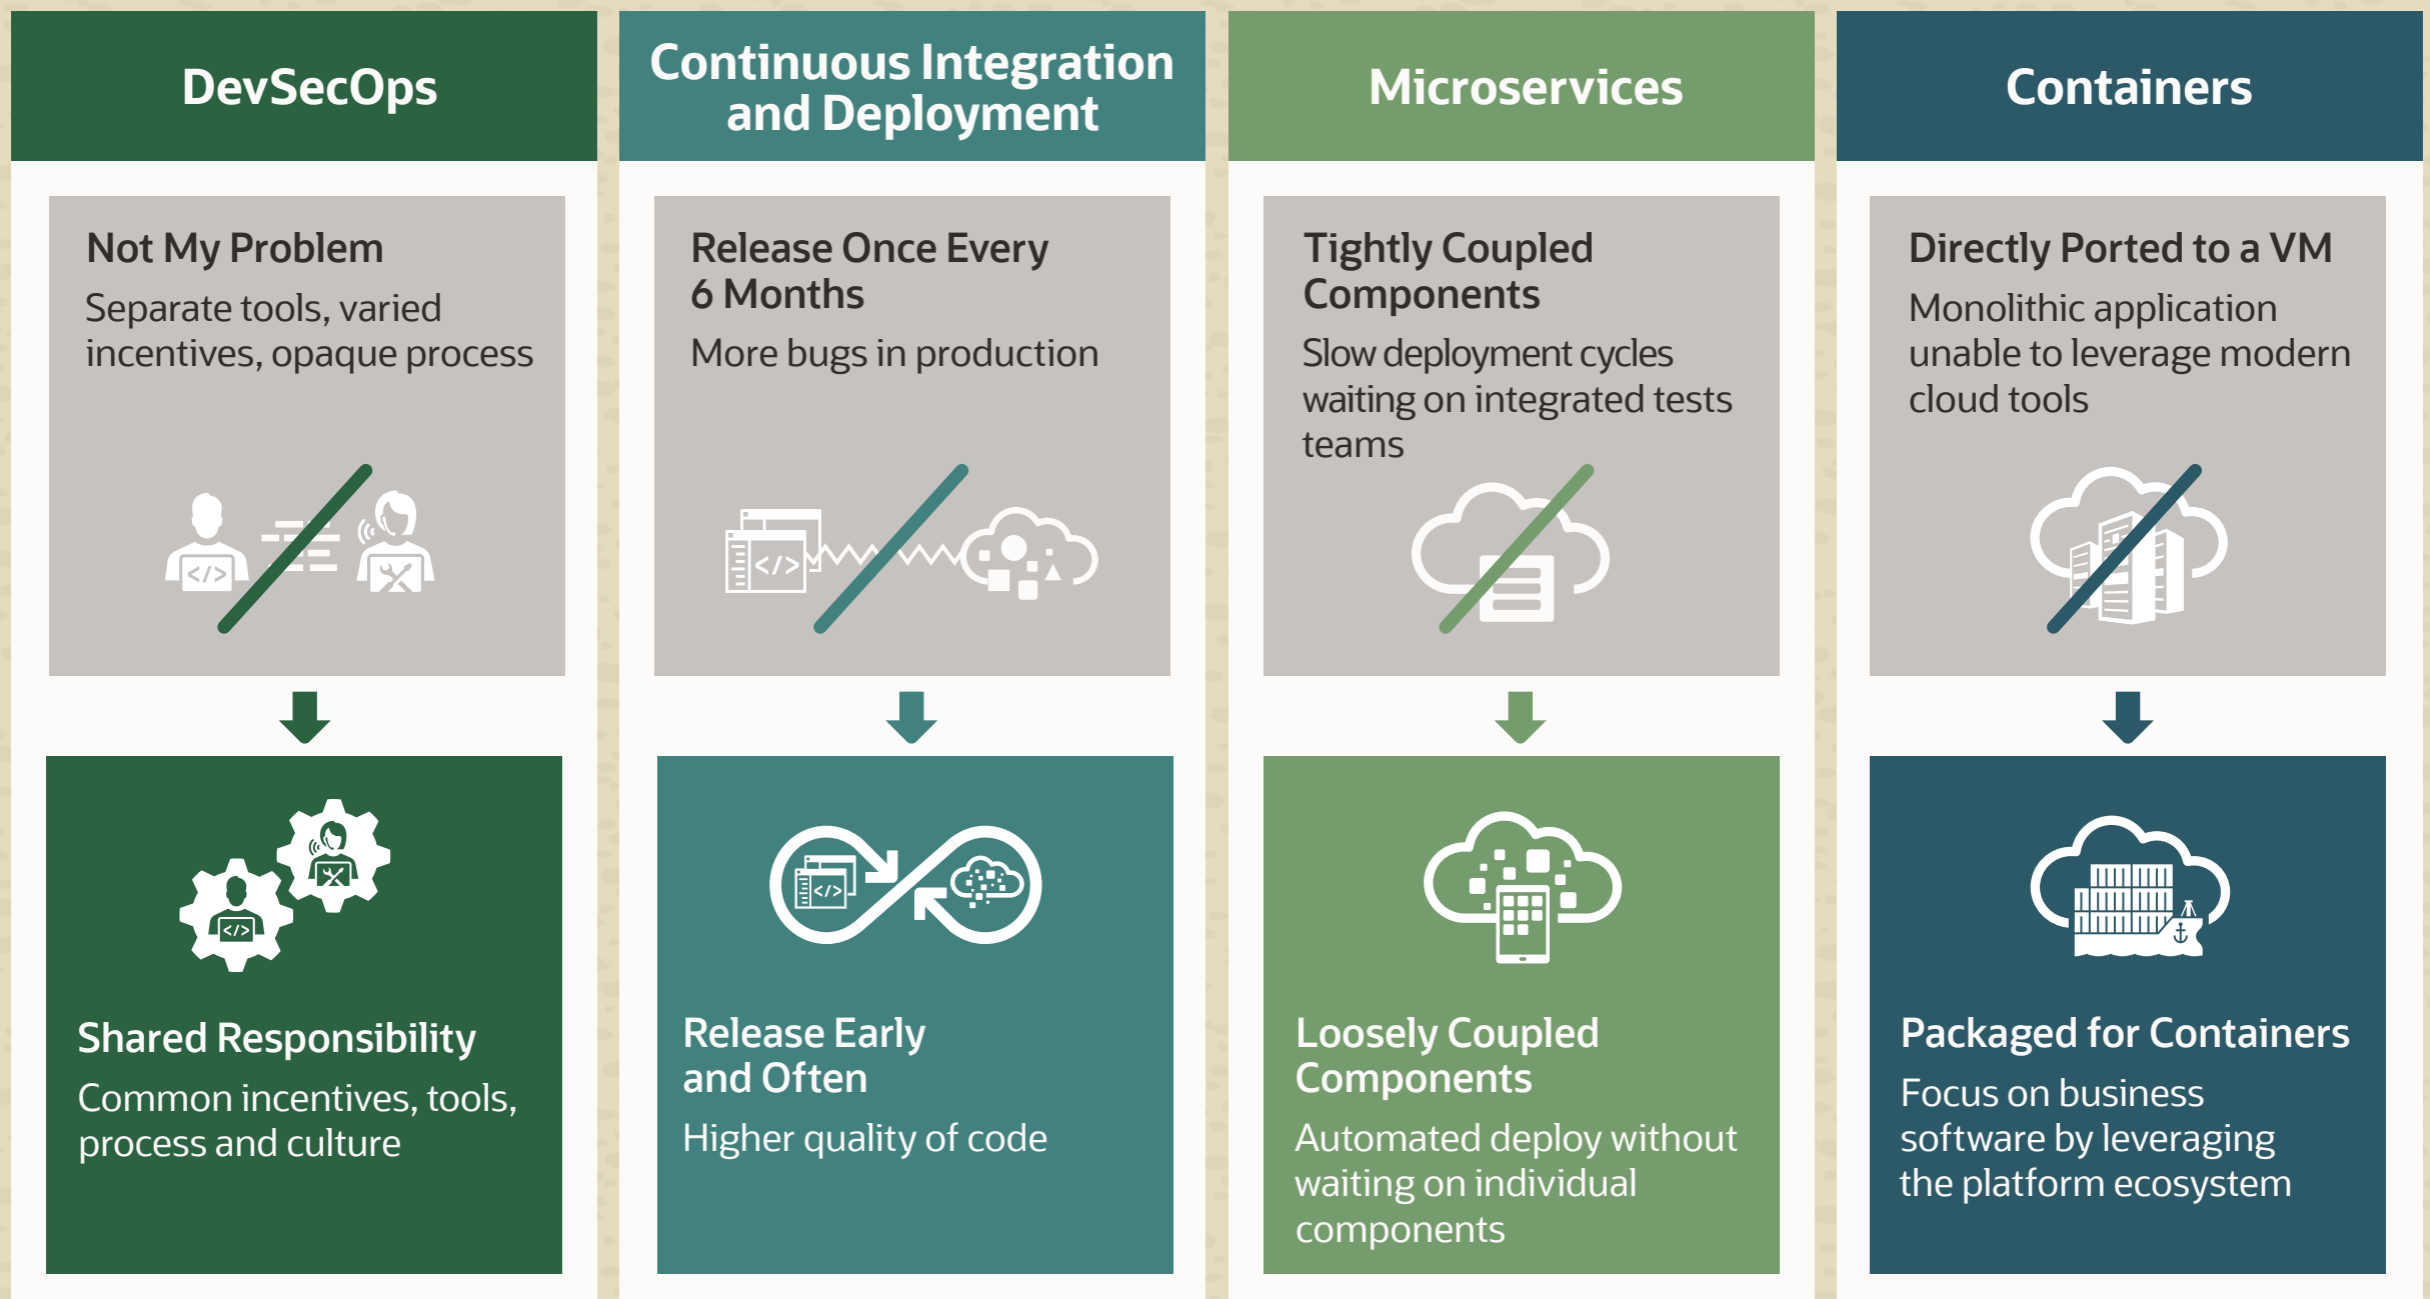 DevSecOps
Not My Problem
Separate tools, varied
incentives, opaque process
</>
Shared Responsibility
Common incentives, tools,
process and culture
</>
Continuous Integration
and Deployment
Release Once Every
6 Months
More bugs in production
</>
</>
Release Early
and Often
Higher quality of code
Microservices
Tightly Coupled
Components
Slow deployment cycles
waiting on integrated tests
teams
Loosely Coupled
Components
Automated deploy without
waiting on individual
components
Containers
Directly Ported to a VM
Monolithic application
unable to leverage modern
cloud tools
Packaged for Containers
Focus on business
software by leveraging
the platform ecosystem